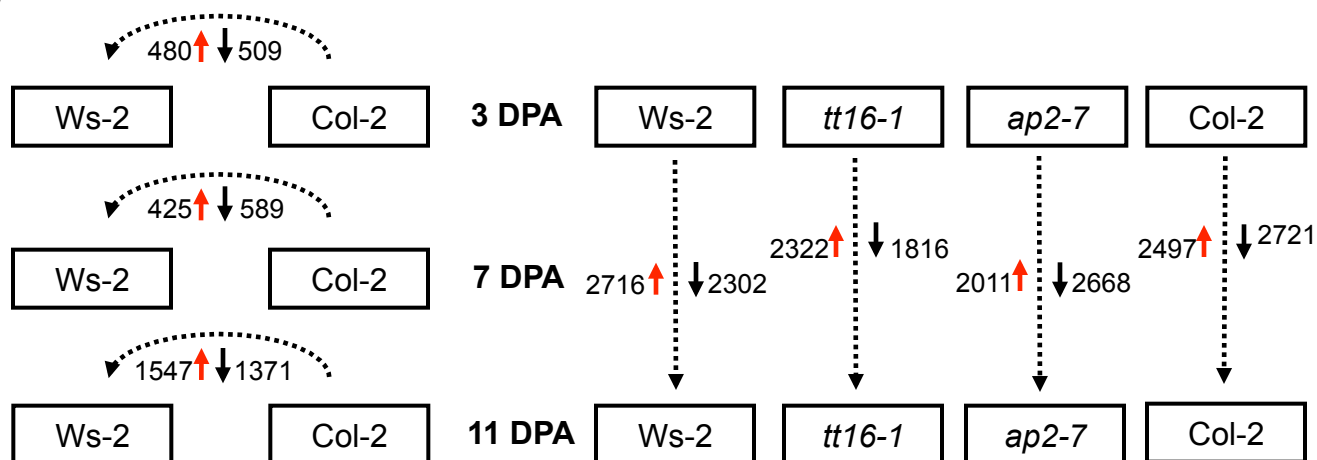 480 509
Ws-2 Col-2 3 DPA Ws-2 tt16-1 ap2-7 Col-2
425 589
2322 1816 2497 2721
Ws-2 Col-2 7 DPA 2716 2302 2011 2668
1547 1371
Ws-2 Col-2 11 DPA Ws-2 tt16-1 ap2-7 Col-2